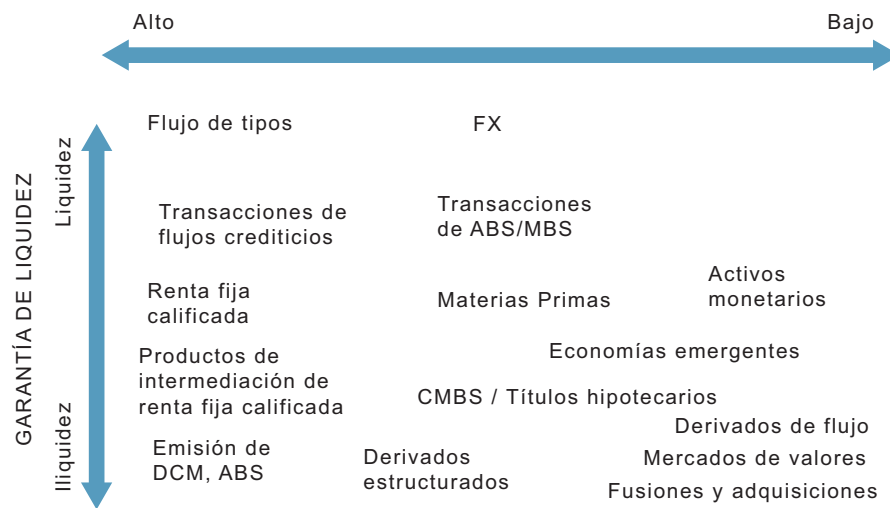 Alto
Bajo
GARANTÍA DE LIQUIDEZ
Liquidez
Iliquidez
Flujo de tipos
FX
Transacciones de
flujos crediticios
Transacciones
de ABS/MBS
Renta fija
calificada
Materias Primas
Activos
monetarios
Economías emergentes
Productos de
intermediación de
renta fija calificada
CMBS / Títulos hipotecarios
Derivados de flujo
Emisión de
DCM, ABS
Derivados
estructurados
Mercados de valores
Fusiones y adquisiciones